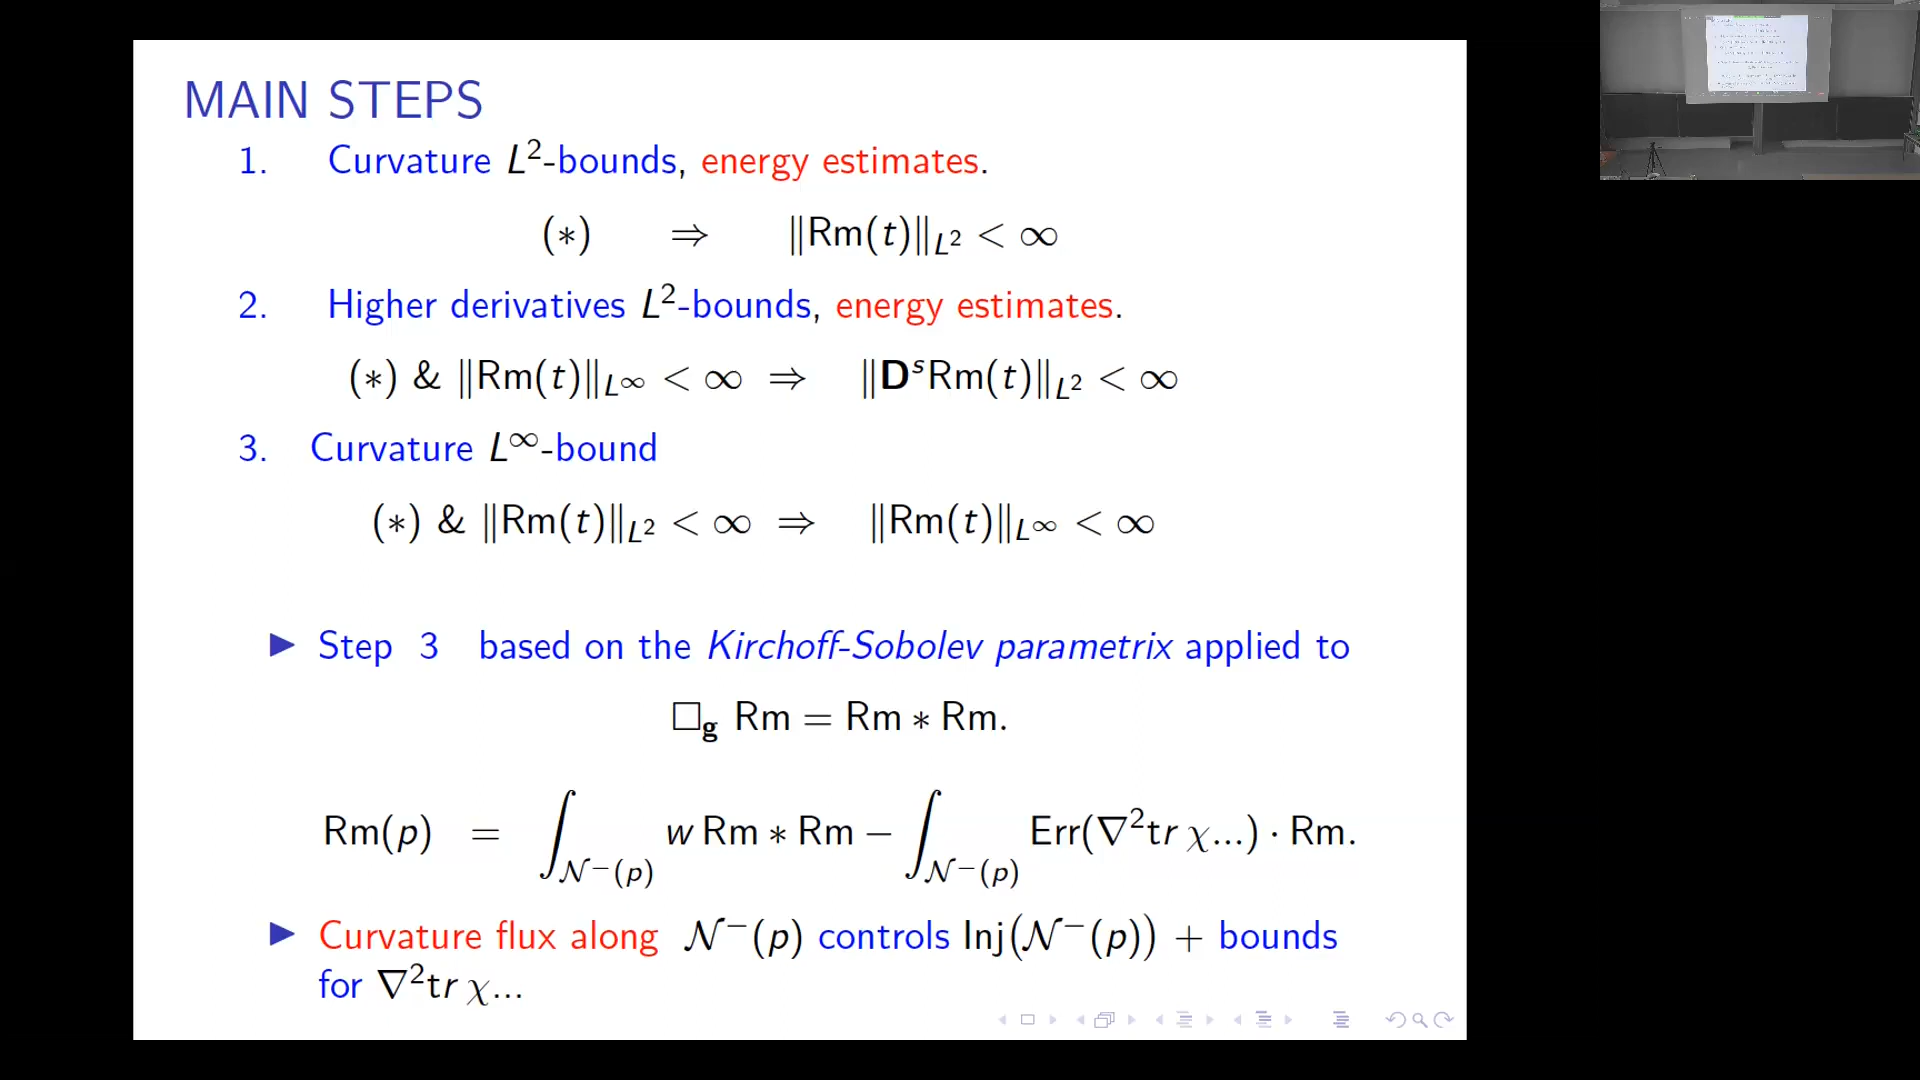 MAIN STEPS
1. Curvature L²-bounds, energy estimates.
(∗) ⇒ ‖Rm(t)‖_{L²} < ∞
2. Higher derivatives L²-bounds, energy estimates.
(∗) & ‖Rm(t)‖_{L^∞} < ∞ ⇒ ‖𝐃^s Rm(t)‖_{L²} < ∞
3. Curvature L^∞-bound
(∗) & ‖Rm(t)‖_{L²} < ∞ ⇒ ‖Rm(t)‖_{L^∞} < ∞
▶ Step 3 based on the Kirchoff-Sobolev parametrix applied to
□_𝐠 Rm = Rm ∗ Rm.
Rm(p) = ∫_{𝒩⁻(p)} w Rm ∗ Rm − ∫_{𝒩⁻(p)} Err(∇²tr χ...) · Rm.
▶ Curvature flux along 𝒩⁻(p) controls Inj(𝒩⁻(p)) + bounds
for ∇²tr χ...